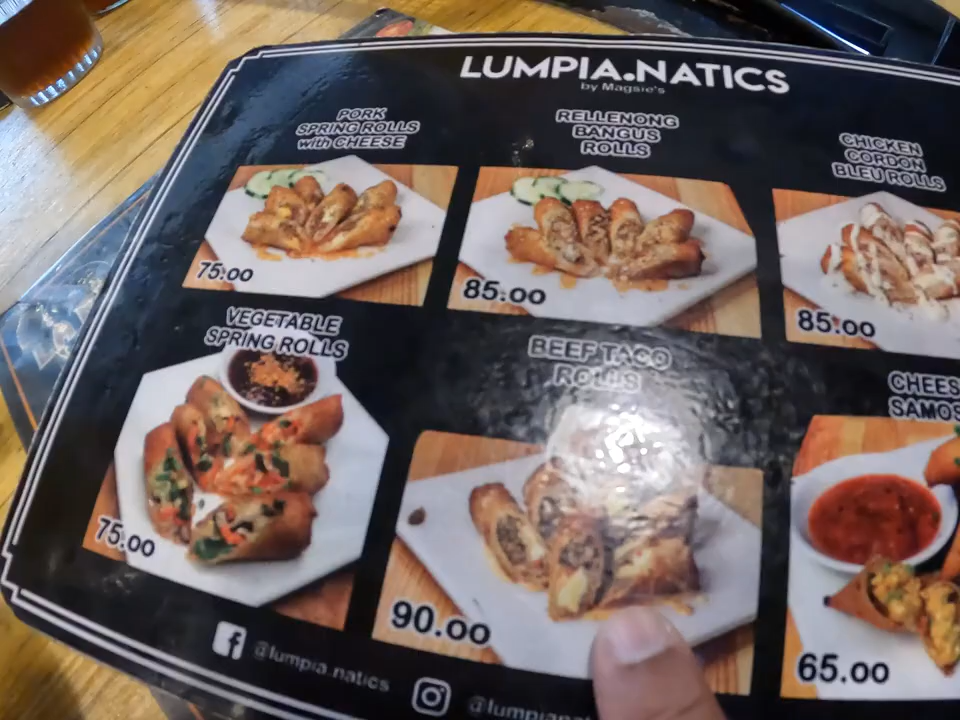 LUMPIA.NATICS
by Magsie's
PORK
SPRING ROLLS
with CHEESE
75.00
RELLENONG
BANGUS
ROLLS
85.00
CHICKEN
CORDON
BLEU ROLLS
85.00
VEGETABLE
SPRING ROLLS
75.00
BEEF TACO
ROLLS
90.00
CHEES
SAMOS
65.00
@lumpia.natics
@lumpianat